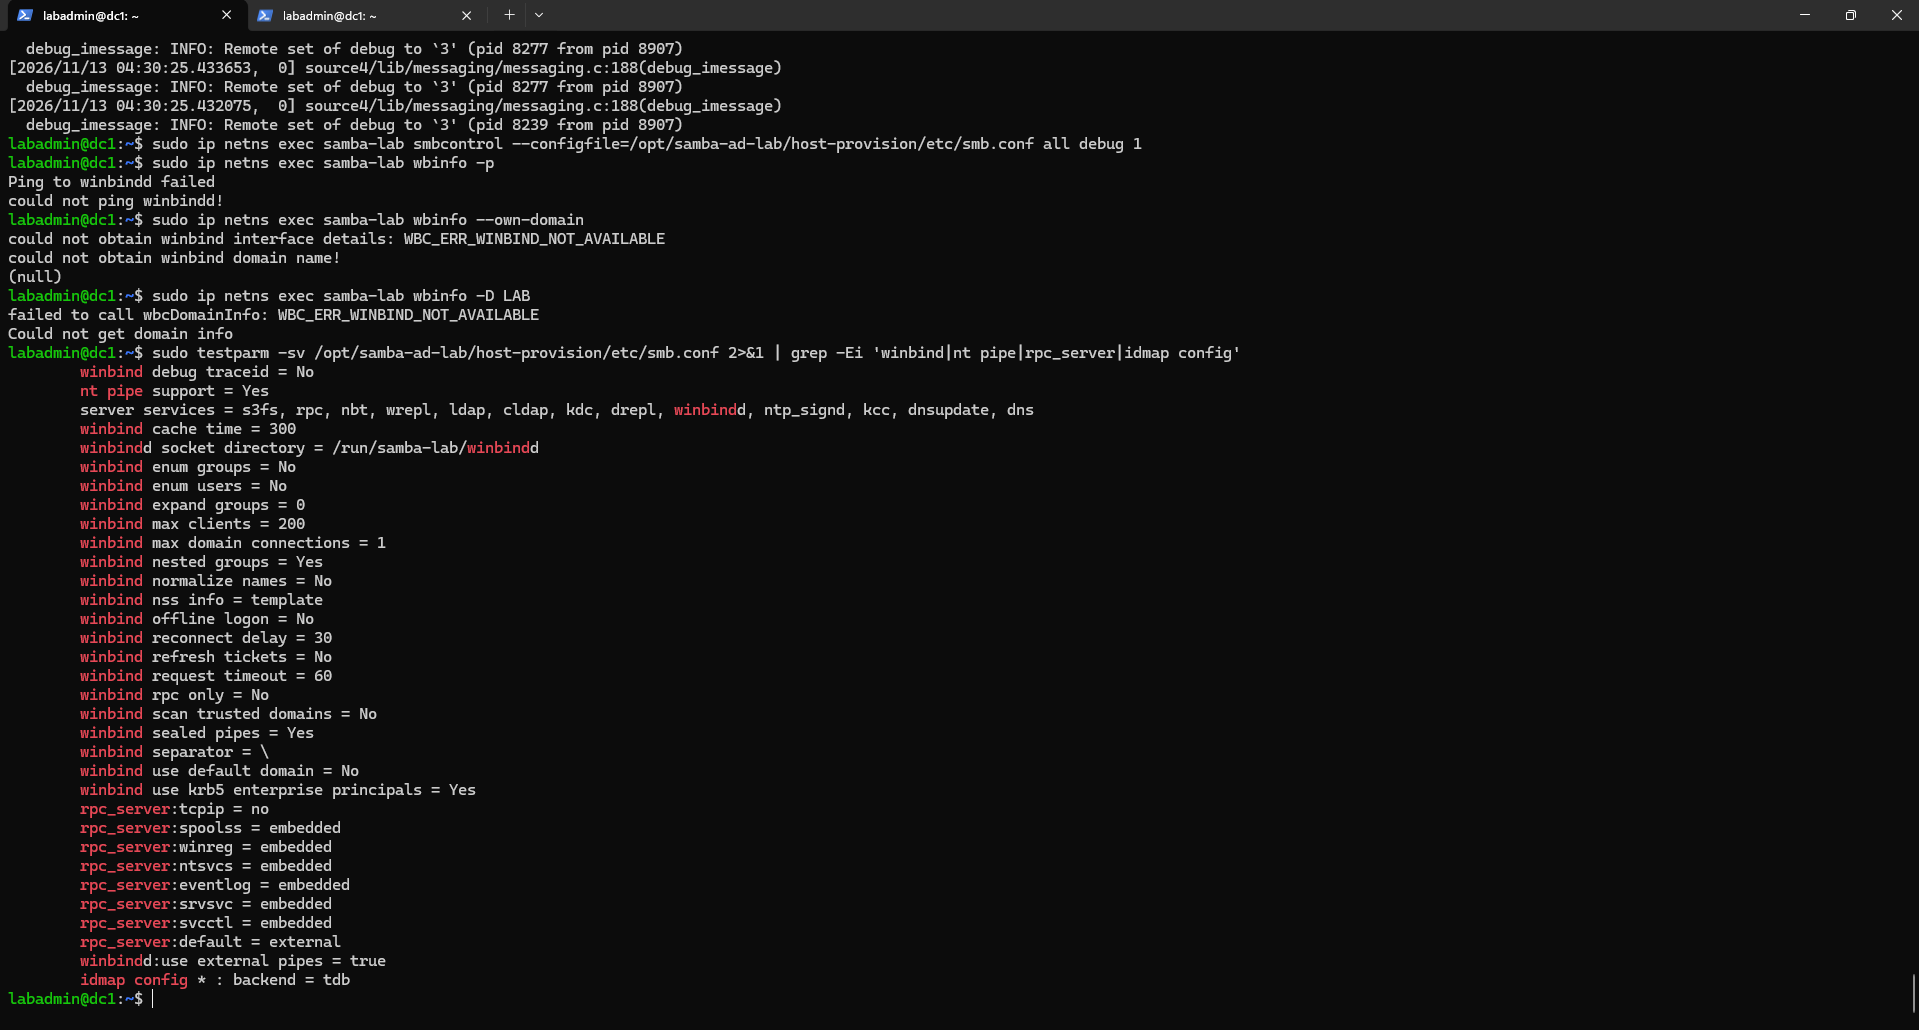 labadmin@dc1: ~
labadmin@dc1: ~
  debug_imessage: INFO: Remote set of debug to `3' (pid 8277 from pid 8907)
[2026/11/13 04:30:25.433653,  0] source4/lib/messaging/messaging.c:188(debug_imessage)
  debug_imessage: INFO: Remote set of debug to `3' (pid 8277 from pid 8907)
[2026/11/13 04:30:25.432075,  0] source4/lib/messaging/messaging.c:188(debug_imessage)
  debug_imessage: INFO: Remote set of debug to `3' (pid 8239 from pid 8907)
labadmin@dc1:~$ sudo ip netns exec samba-lab smbcontrol --configfile=/opt/samba-ad-lab/host-provision/etc/smb.conf all debug 1
labadmin@dc1:~$ sudo ip netns exec samba-lab wbinfo -p
Ping to winbindd failed
could not ping winbindd!
labadmin@dc1:~$ sudo ip netns exec samba-lab wbinfo --own-domain
could not obtain winbind interface details: WBC_ERR_WINBIND_NOT_AVAILABLE
could not obtain winbind domain name!
(null)
labadmin@dc1:~$ sudo ip netns exec samba-lab wbinfo -D LAB
failed to call wbcDomainInfo: WBC_ERR_WINBIND_NOT_AVAILABLE
Could not get domain info
labadmin@dc1:~$ sudo testparm -sv /opt/samba-ad-lab/host-provision/etc/smb.conf 2>&1 | grep -Ei 'winbind|nt pipe|rpc_server|idmap config'
        winbind debug traceid = No
        nt pipe support = Yes
        server services = s3fs, rpc, nbt, wrepl, ldap, cldap, kdc, drepl, winbindd, ntp_signd, kcc, dnsupdate, dns
        winbind cache time = 300
        winbindd socket directory = /run/samba-lab/winbindd
        winbind enum groups = No
        winbind enum users = No
        winbind expand groups = 0
        winbind max clients = 200
        winbind max domain connections = 1
        winbind nested groups = Yes
        winbind normalize names = No
        winbind nss info = template
        winbind offline logon = No
        winbind reconnect delay = 30
        winbind refresh tickets = No
        winbind request timeout = 60
        winbind rpc only = No
        winbind scan trusted domains = No
        winbind sealed pipes = Yes
        winbind separator = \
        winbind use default domain = No
        winbind use krb5 enterprise principals = Yes
        rpc_server:tcpip = no
        rpc_server:spoolss = embedded
        rpc_server:winreg = embedded
        rpc_server:ntsvcs = embedded
        rpc_server:eventlog = embedded
        rpc_server:srvsvc = embedded
        rpc_server:svcctl = embedded
        rpc_server:default = external
        winbindd:use external pipes = true
        idmap config * : backend = tdb
labadmin@dc1:~$